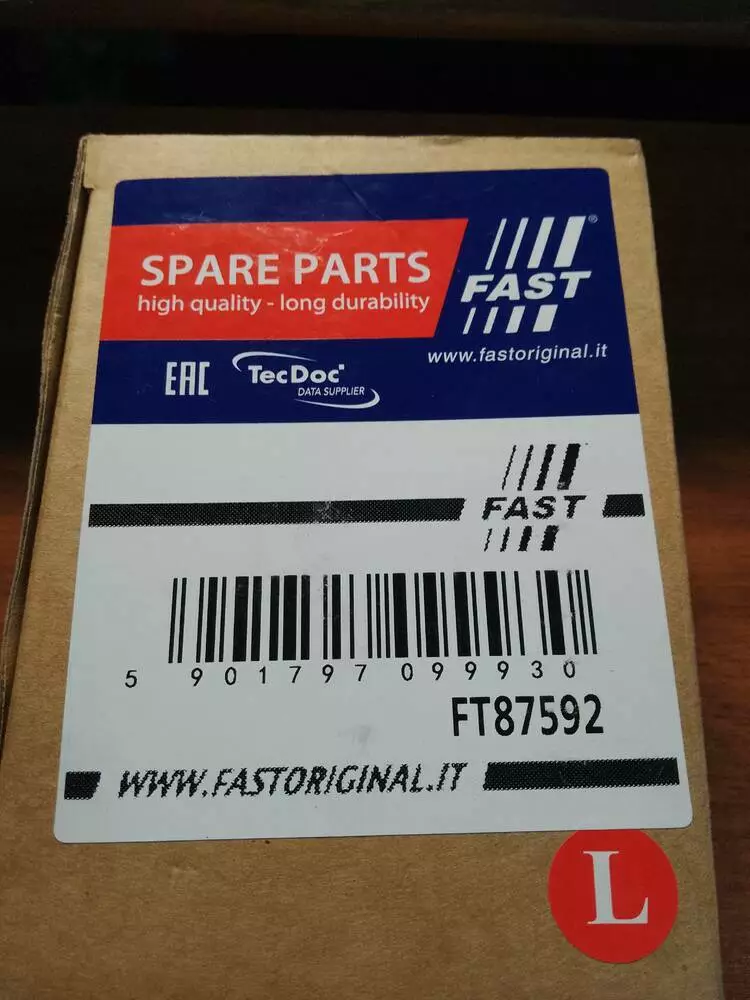 SPARE PARTS
high quality - long durability
FAST®
www.fastoriginal.it
EAC
TecDoc®
DATA SUPPLIER
FAST
5 901797 099930
FT87592
WWW.FASTORIGINAL.IT
L